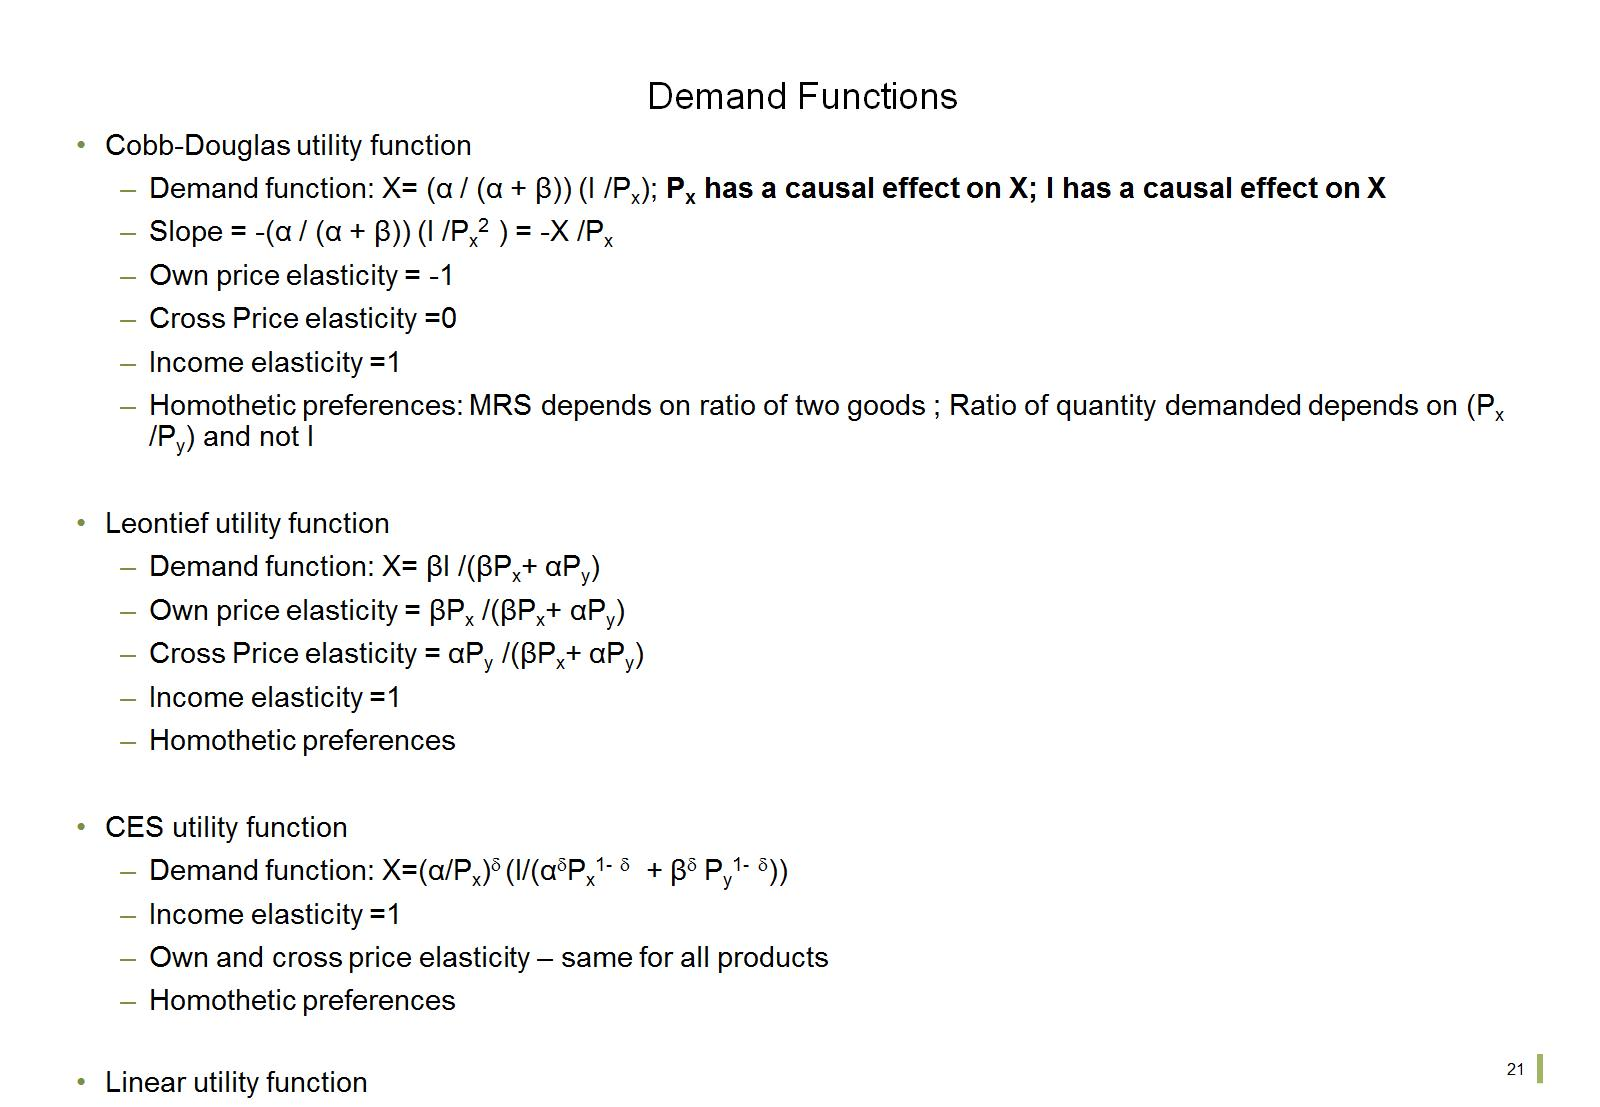 Demand Functions
• Cobb-Douglas utility function
– Demand function: X= (α / (α + β)) (I /Pₓ); Pₓ has a causal effect on X; I has a causal effect on X
– Slope = -(α / (α + β)) (I /Pₓ² ) = -X /Pₓ
– Own price elasticity = -1
– Cross Price elasticity =0
– Income elasticity =1
– Homothetic preferences: MRS depends on ratio of two goods ; Ratio of quantity demanded depends on (Pₓ
/Py) and not I
• Leontief utility function
– Demand function: X= βI /(βPₓ+ αPy)
– Own price elasticity = βPₓ /(βPₓ+ αPy)
– Cross Price elasticity = αPy /(βPₓ+ αPy)
– Income elasticity =1
– Homothetic preferences
• CES utility function
– Demand function: X=(α/Pₓ)^δ (I/(α^δPₓ^1- δ + β^δ Py^1- δ))
– Income elasticity =1
– Own and cross price elasticity – same for all products
– Homothetic preferences
• Linear utility function
21